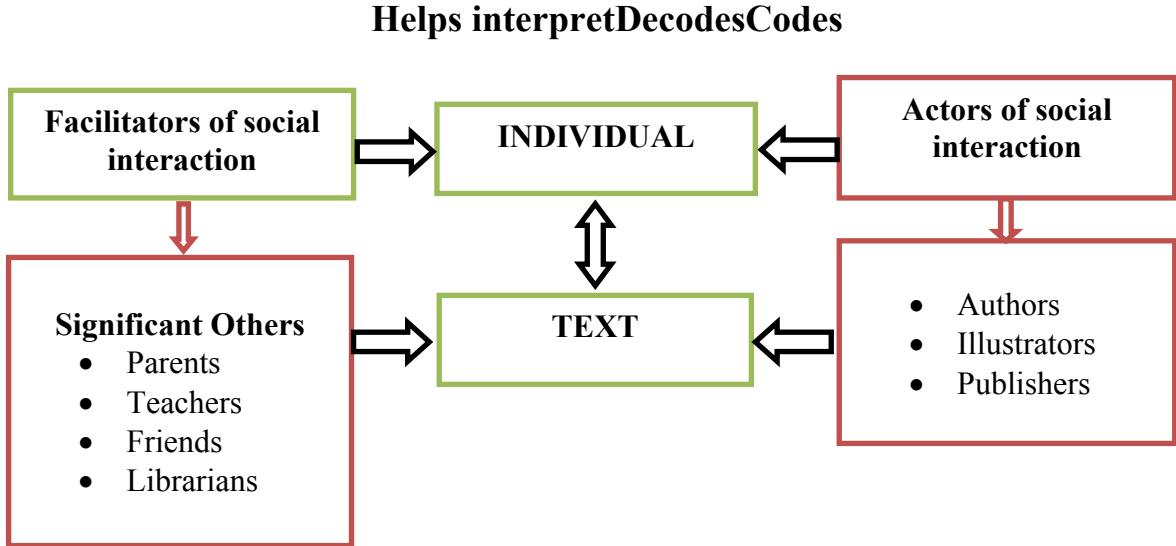 Helps interpretDecodesCodes
Facilitators of social
interaction
INDIVIDUAL
Actors of social
interaction
Significant Others
• Parents
• Teachers
• Friends
• Librarians
TEXT
• Authors
• Illustrators
• Publishers